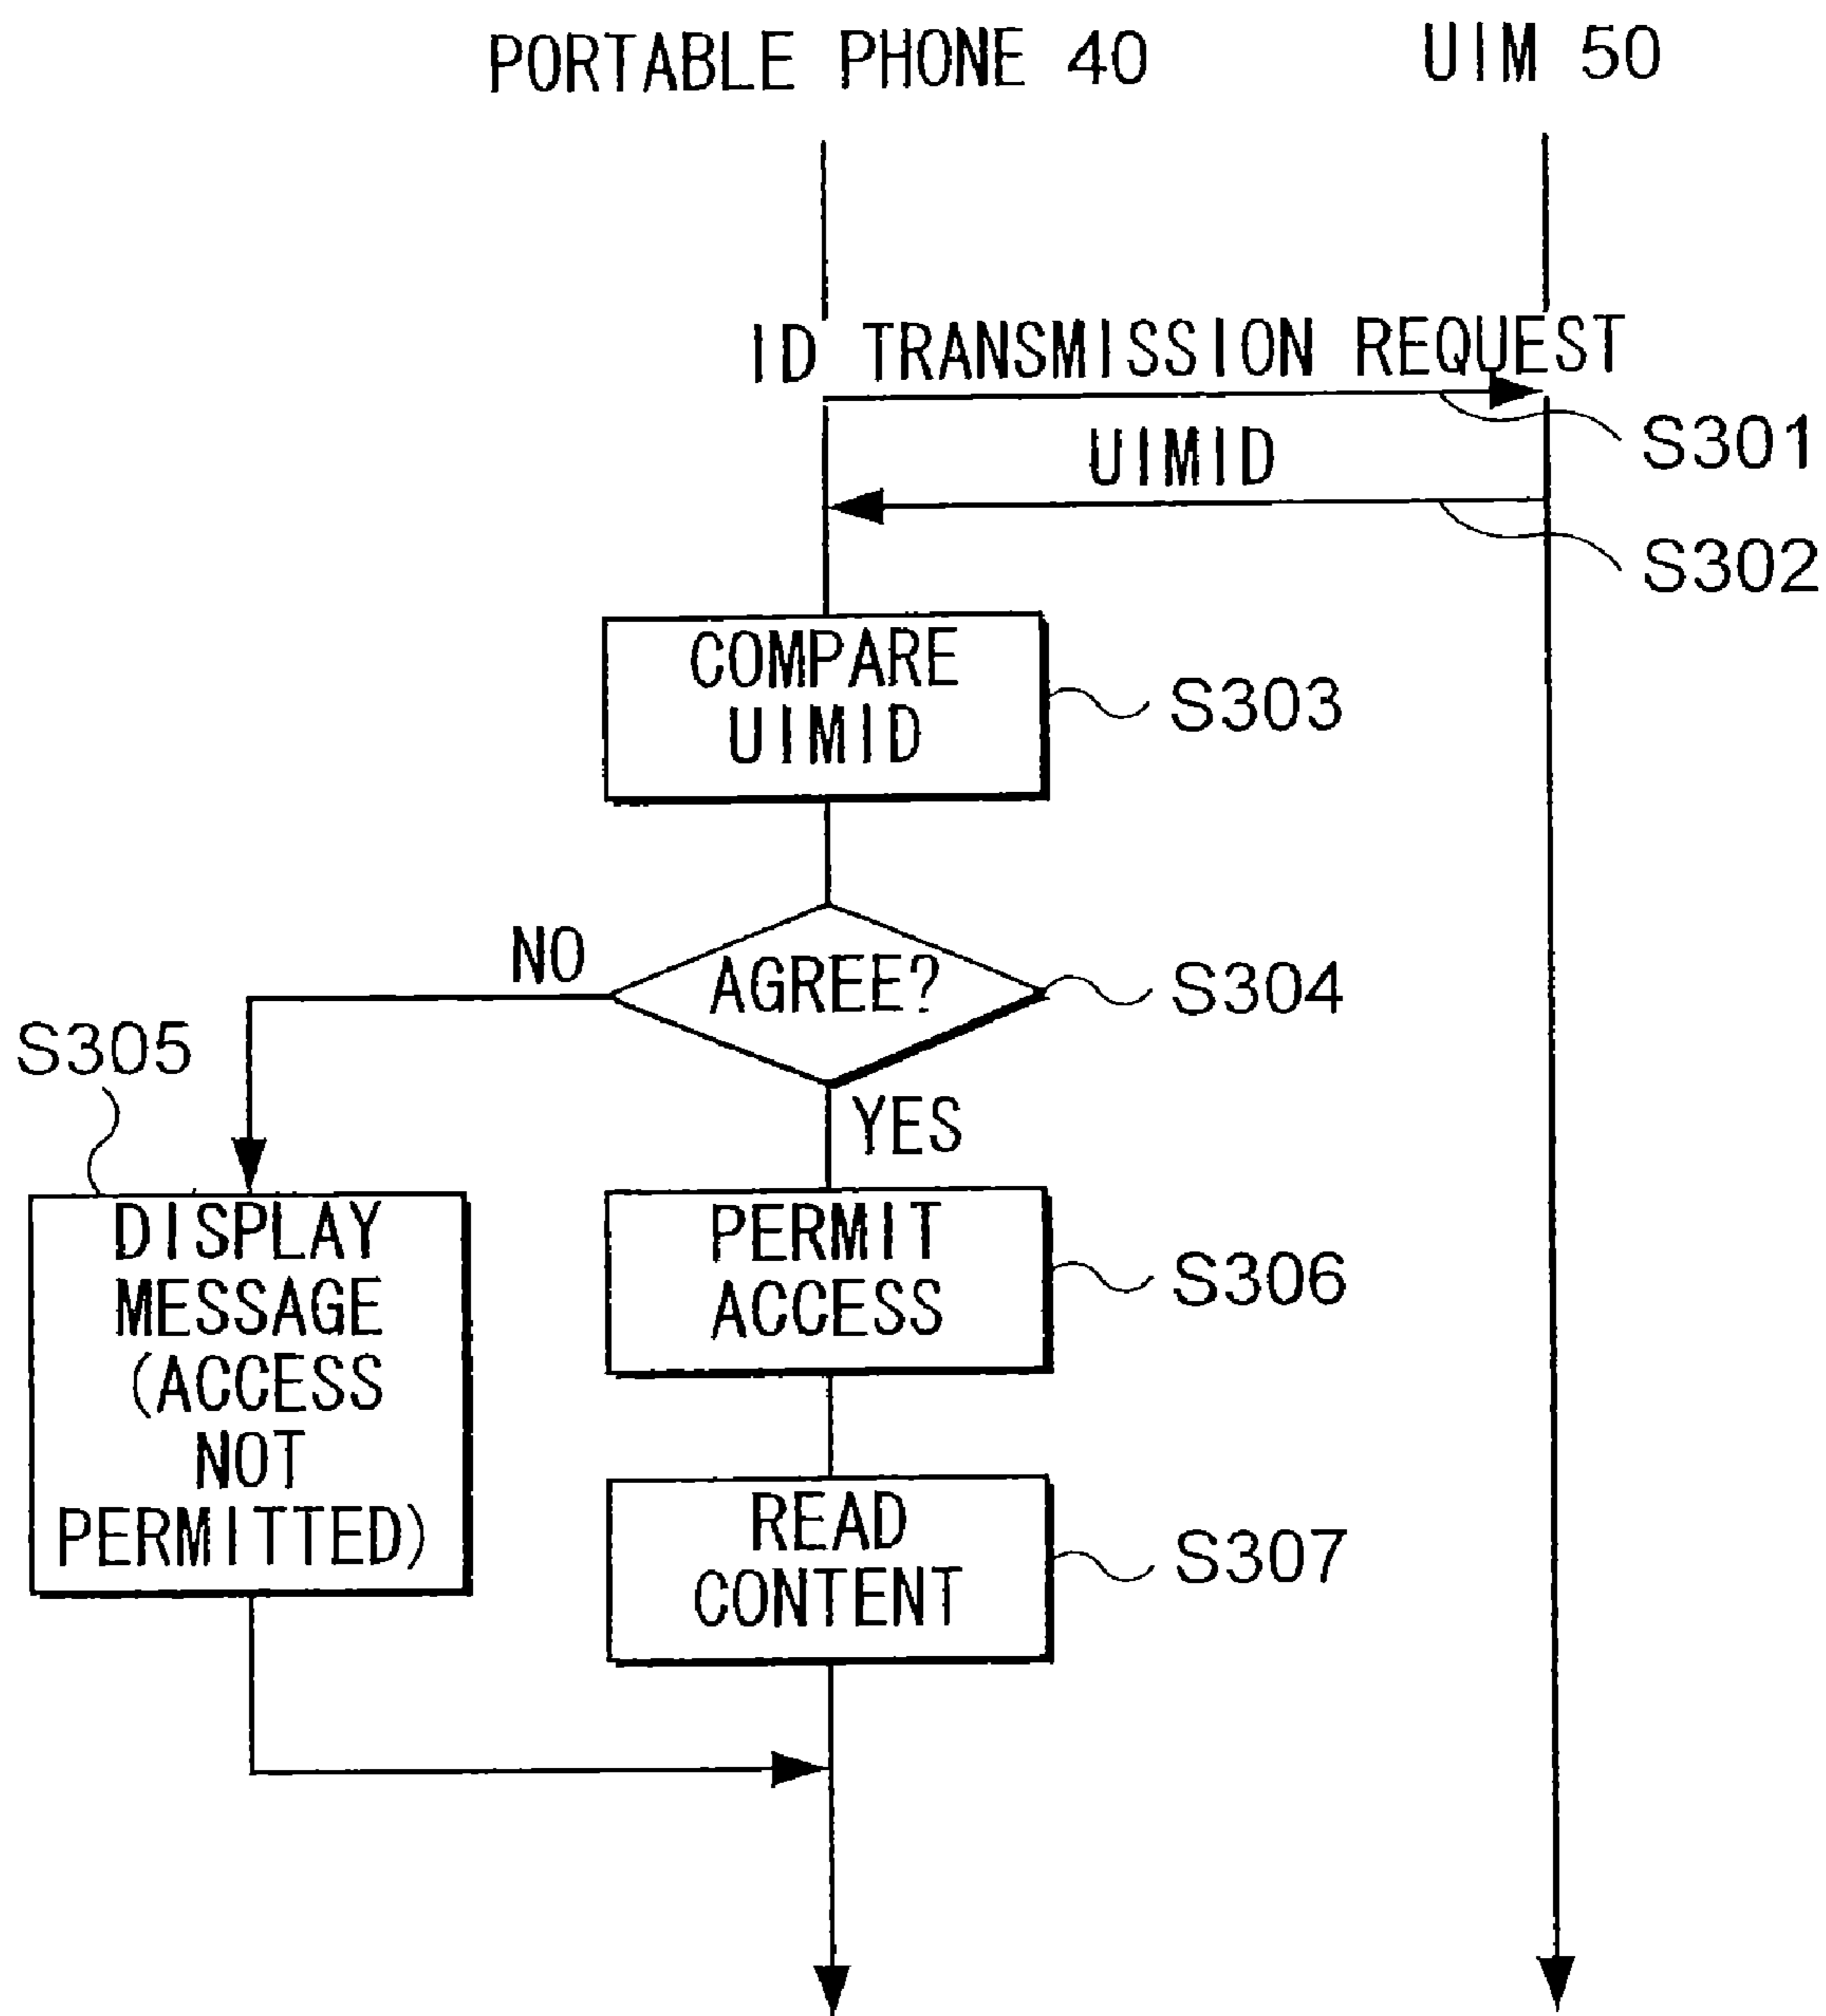 PORTABLE PHONE 40
UIM 50
ID TRANSMISSION REQUEST
S301
UIMID
S302
COMPARE
UIMID
S303
NO
AGREE?
S304
S305
YES
DISPLAY
MESSAGE
(ACCESS
NOT
PERMITTED)
PERMIT
ACCESS
S306
READ
CONTENT
S307